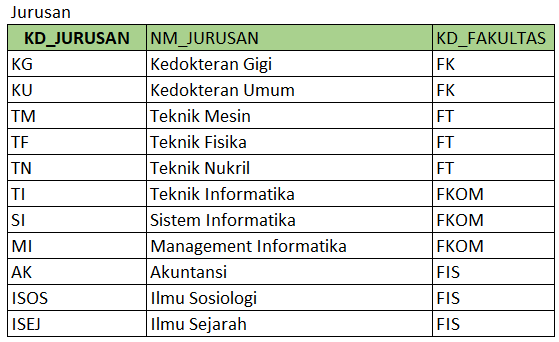 Jurusan
KD_JURUSAN NM_JURUSAN KD_FAKULTAS
KG Kedokteran Gigi FK
KU Kedokteran Umum FK
TM Teknik Mesin FT
TF Teknik Fisika FT
TN Teknik Nukril FT
TI Teknik Informatika FKOM
SI Sistem Informatika FKOM
MI Management Informatika FKOM
AK Akuntansi FIS
ISOS Ilmu Sosiologi FIS
ISEJ Ilmu Sejarah FIS